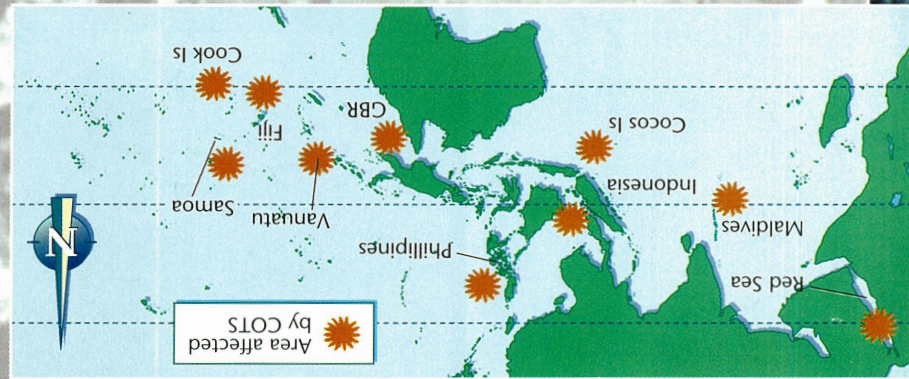 Area affected
by COTS
N
Red Sea
Phillipines
Maldives
Indonesia
Vanuatu
Samoa
Cocos Is
GBR
Fiji
Cook Is